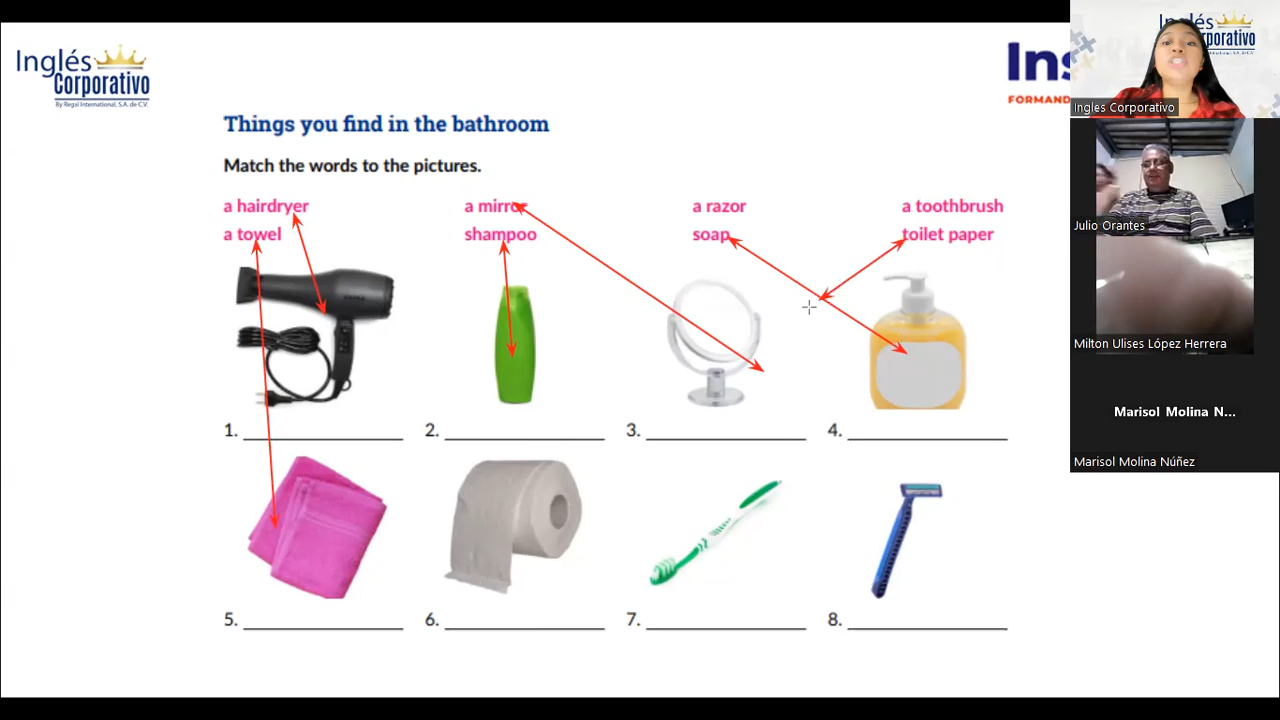 Inglés
Corporativo
By Regal International, S.A. de C.V.
Ins
FORMAND
Things you find in the bathroom
Match the words to the pictures.
a hairdryer a mirror a razor a toothbrush
a towel shampoo soap toilet paper
1. 2. 3. 4.
5. 6. 7. 8.
Inglés
Corporativo
Ingles Corporativo
Julio Orantes
Milton Ulises López Herrera
Marisol Molina N...
Marisol Molina Núñez